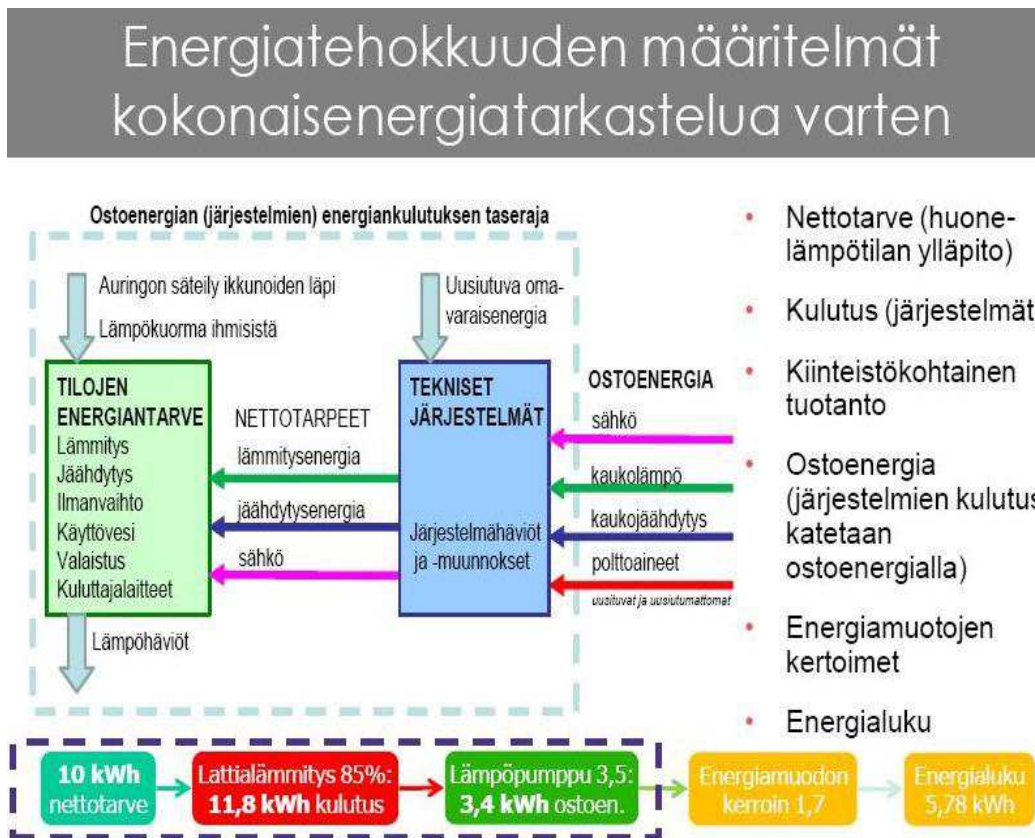 Energiatehokkuuden määritelmät
kokonaisenergiatarkastelua varten
Ostoenergian (järjestelmien) energiankulutuksen taseraja
Auringon säteily ikkunoiden läpi
Lämpökuorma ihmisistä
Uusiutuva oma-
varaisenergia
TILOJEN
ENERGIANTARVE
Lämmitys
Jäähdytys
Ilmanvaihto
Käyttövesi
Valaistus
Kuluttajalaitteet
NETTOTARPEET
lämmitysenergia
jäähdytysenergia
sähkö
TEKNISET
JÄRJESTELMÄT
Järjestelmähäviöt
ja -muunnokset
OSTOENERGIA
sähkö
kaukolämpö
kaukojäähdytys
polttoaineet
uusituvat ja uusiutumattomat
Lämpöhäviöt
• Nettotarve (huone-
lämpötilan ylläpito)
• Kulutus (järjestelmät
• Kiinteistökohtainen
tuotanto
• Ostoenergia
(järjestelmien kulutus
katetaan
ostoenergialla)
• Energiamuotojen
kertoimet
• Energialuku
10 kWh
nettotarve
Lattialämmitys 85%:
11,8 kWh kulutus
Lämpöpumppu 3,5:
3,4 kWh ostoen.
Energiamuodon
kerroin 1,7
Energialuku
5,78 kWh